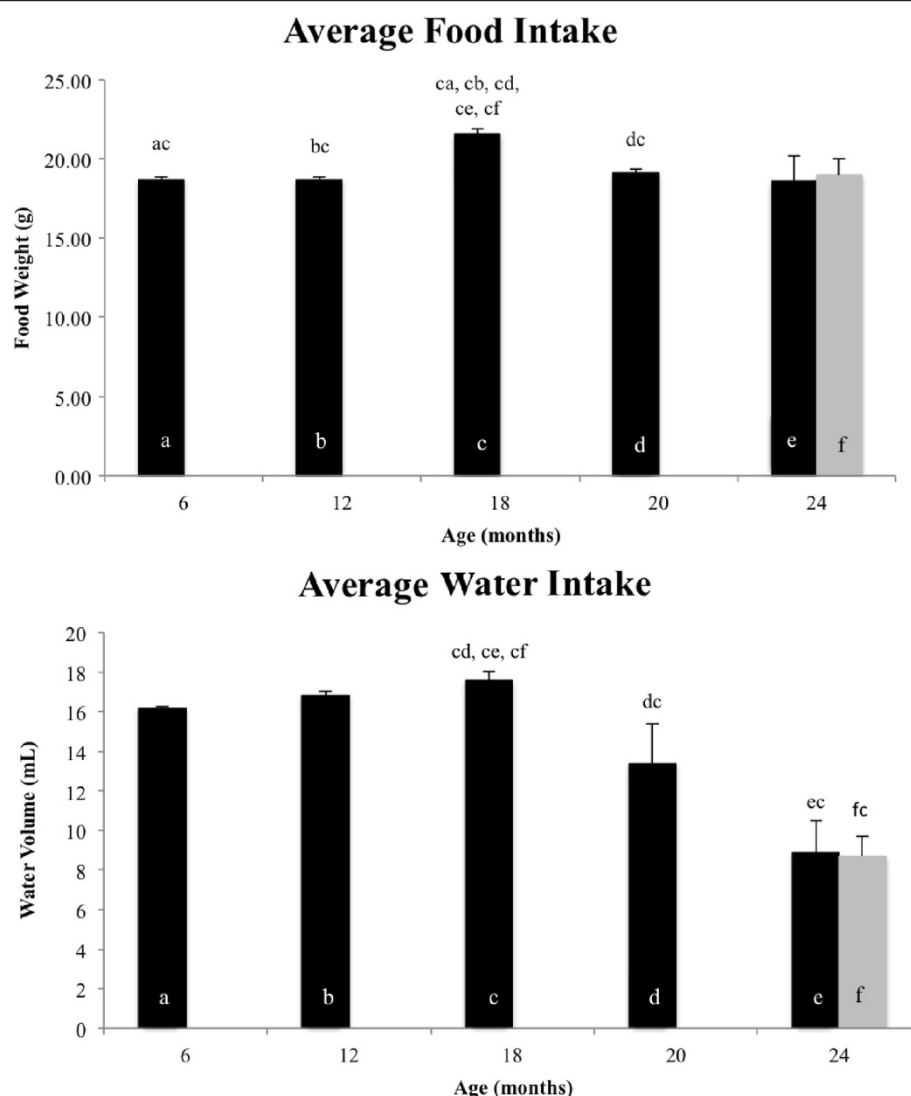 Average Food Intake
25.00
20.00
15.00
10.00
5.00
0.00
Food Weight (g)
ac
bc
ca, cb, cd,
ce, cf
dc
a
b
c
d
e
f
6
12
18
20
24
Age (months)
Average Water Intake
20
18
16
14
12
10
8
6
4
2
0
Water Volume (mL)
cd, ce, cf
dc
ec
fc
a
b
c
d
e
f
6
12
18
20
24
Age (months)